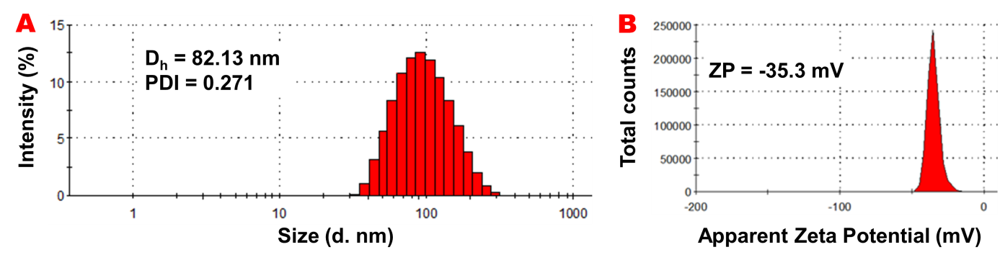 A
Intensity (%)
15
10
5
0
Dh = 82.13 nm
PDI = 0.271
1
10
100
1000
Size (d. nm)
B
Total counts
250000
200000
150000
100000
50000
0
ZP = -35.3 mV
-200
-100
0
Apparent Zeta Potential (mV)